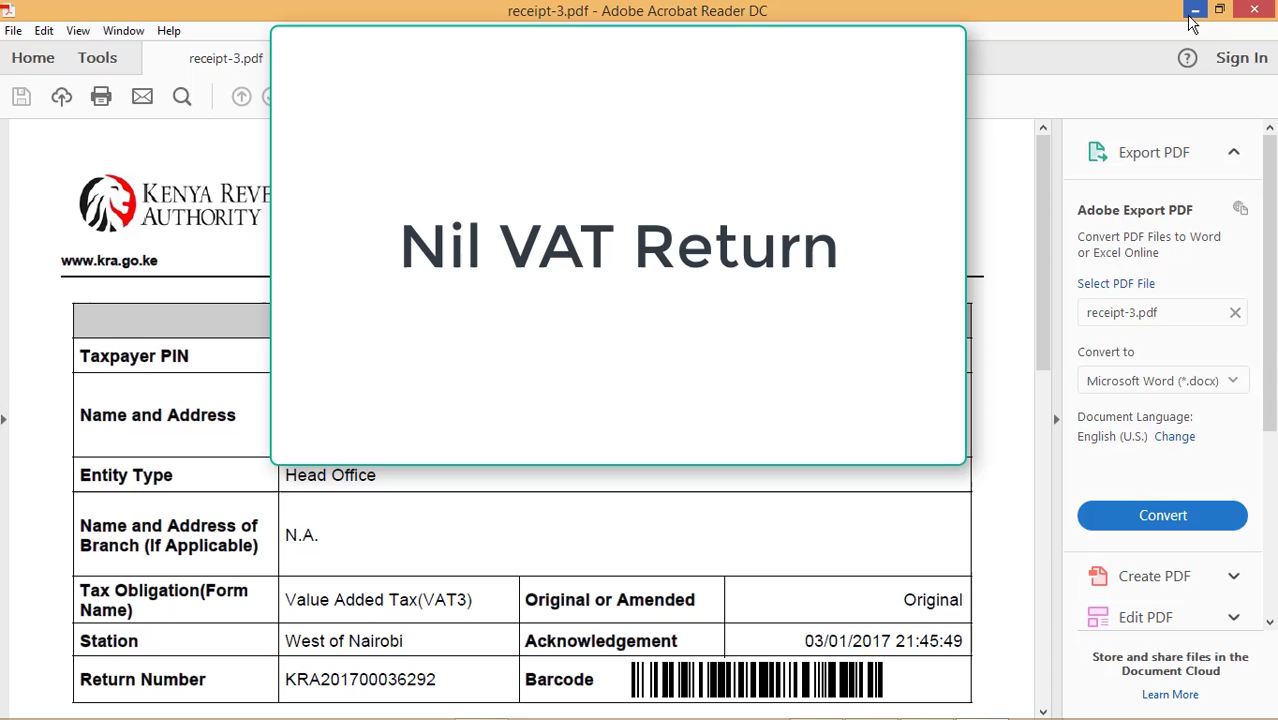 receipt-3.pdf - Adobe Acrobat Reader DC
File Edit View Window Help
Home Tools receipt-3.pdf ? Sign In
KENYA REVE
AUTHORITY
www.kra.go.ke
Nil VAT Return
Taxpayer PIN
Name and Address
Entity Type Head Office
Name and Address of
Branch (If Applicable)
N.A.
Tax Obligation(Form
Name)
Value Added Tax(VAT3) Original or Amended Original
Station West of Nairobi Acknowledgement 03/01/2017 21:45:49
Return Number KRA201700036292 Barcode
Export PDF
Adobe Export PDF
Convert PDF Files to Word
or Excel Online
Select PDF File
receipt-3.pdf
Convert to
Microsoft Word (*.docx)
Document Language:
English (U.S.) Change
Convert
Create PDF
Edit PDF
Store and share files in the
Document Cloud
Learn More